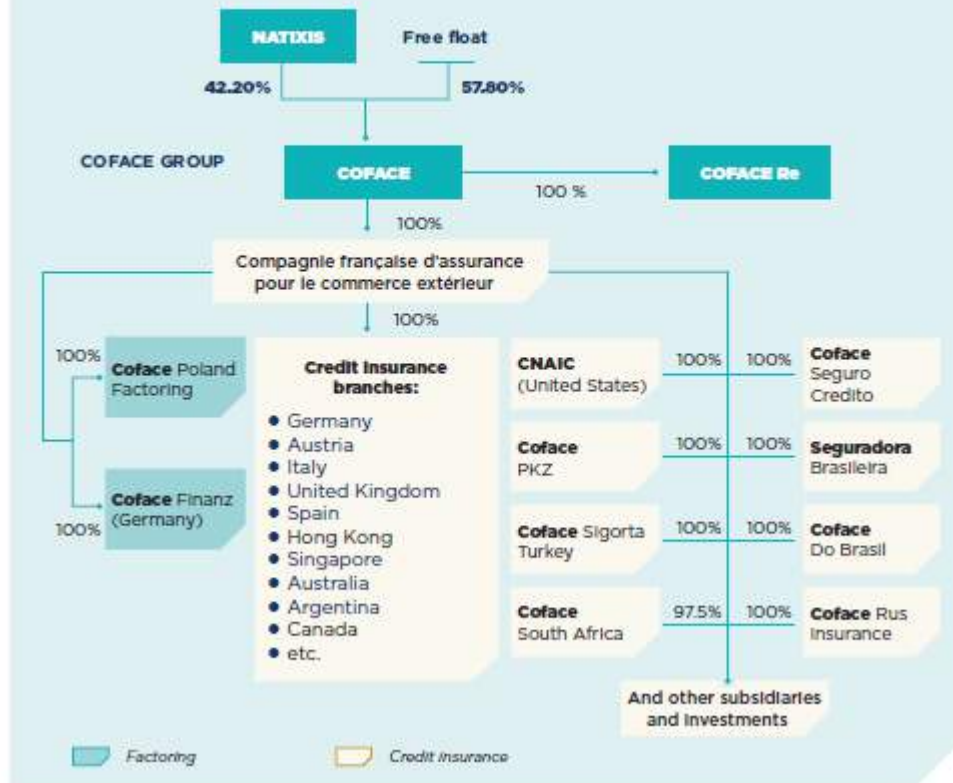 NATIXIS
Free float
42.20%
57.80%
COFACE GROUP
COFACE
100 %
COFACE Re
100%
Compagnie française d'assurance
pour le commerce extérieur
100%
100%
Coface Poland
Factoring
100%
Coface Finanz
(Germany)
Credit insurance
branches:
● Germany
● Austria
● Italy
● United Kingdom
● Spain
● Hong Kong
● Singapore
● Australia
● Argentina
● Canada
● etc.
CNAIC
(United States)
100%
100%
Coface
Seguro
Credito
Coface
PKZ
100%
100%
Seguradora
Brasileira
Coface Sigorta
Turkey
100%
100%
Coface
Do Brasil
Coface
South Africa
97.5%
100%
Coface Rus
Insurance
And other subsidiaries
and investments
Factoring
Credit insurance